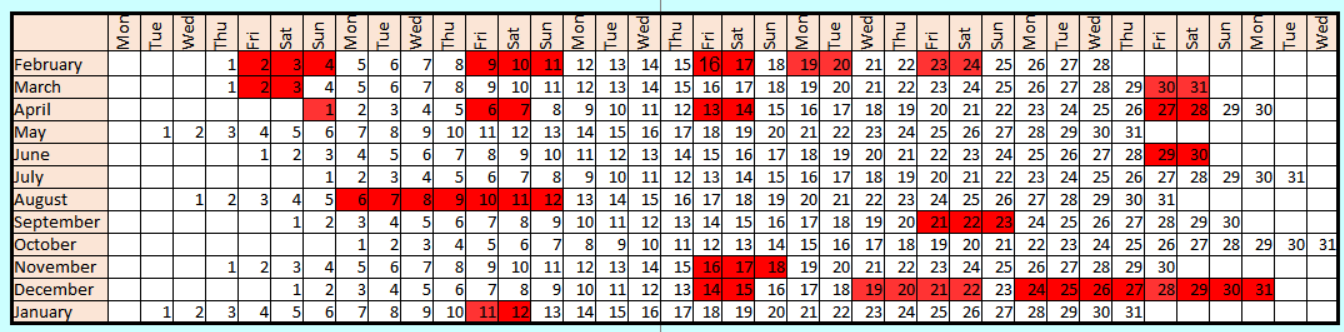 Mon Tue Wed Thu Fri Sat Sun Mon Tue Wed Thu Fri Sat Sun Mon Tue Wed Thu Fri Sat Sun Mon Tue Wed Thu Fri Sat Sun Mon Tue Wed Thu Fri Sat Sun Mon Tue Wed
February 1 2 3 4 5 6 7 8 9 10 11 12 13 14 15 16 17 18 19 20 21 22 23 24 25 26 27 28
March 1 2 3 4 5 6 7 8 9 10 11 12 13 14 15 16 17 18 19 20 21 22 23 24 25 26 27 28 29 30 31
April 1 2 3 4 5 6 7 8 9 10 11 12 13 14 15 16 17 18 19 20 21 22 23 24 25 26 27 28 29 30
May 1 2 3 4 5 6 7 8 9 10 11 12 13 14 15 16 17 18 19 20 21 22 23 24 25 26 27 28 29 30 31
June 1 2 3 4 5 6 7 8 9 10 11 12 13 14 15 16 17 18 19 20 21 22 23 24 25 26 27 28 29 30
July 1 2 3 4 5 6 7 8 9 10 11 12 13 14 15 16 17 18 19 20 21 22 23 24 25 26 27 28 29 30 31
August 1 2 3 4 5 6 7 8 9 10 11 12 13 14 15 16 17 18 19 20 21 22 23 24 25 26 27 28 29 30 31
September 1 2 3 4 5 6 7 8 9 10 11 12 13 14 15 16 17 18 19 20 21 22 23 24 25 26 27 28 29 30
October 1 2 3 4 5 6 7 8 9 10 11 12 13 14 15 16 17 18 19 20 21 22 23 24 25 26 27 28 29 30 31
November 1 2 3 4 5 6 7 8 9 10 11 12 13 14 15 16 17 18 19 20 21 22 23 24 25 26 27 28 29 30
December 1 2 3 4 5 6 7 8 9 10 11 12 13 14 15 16 17 18 19 20 21 22 23 24 25 26 27 28 29 30 31
January 1 2 3 4 5 6 7 8 9 10 11 12 13 14 15 16 17 18 19 20 21 22 23 24 25 26 27 28 29 30 31